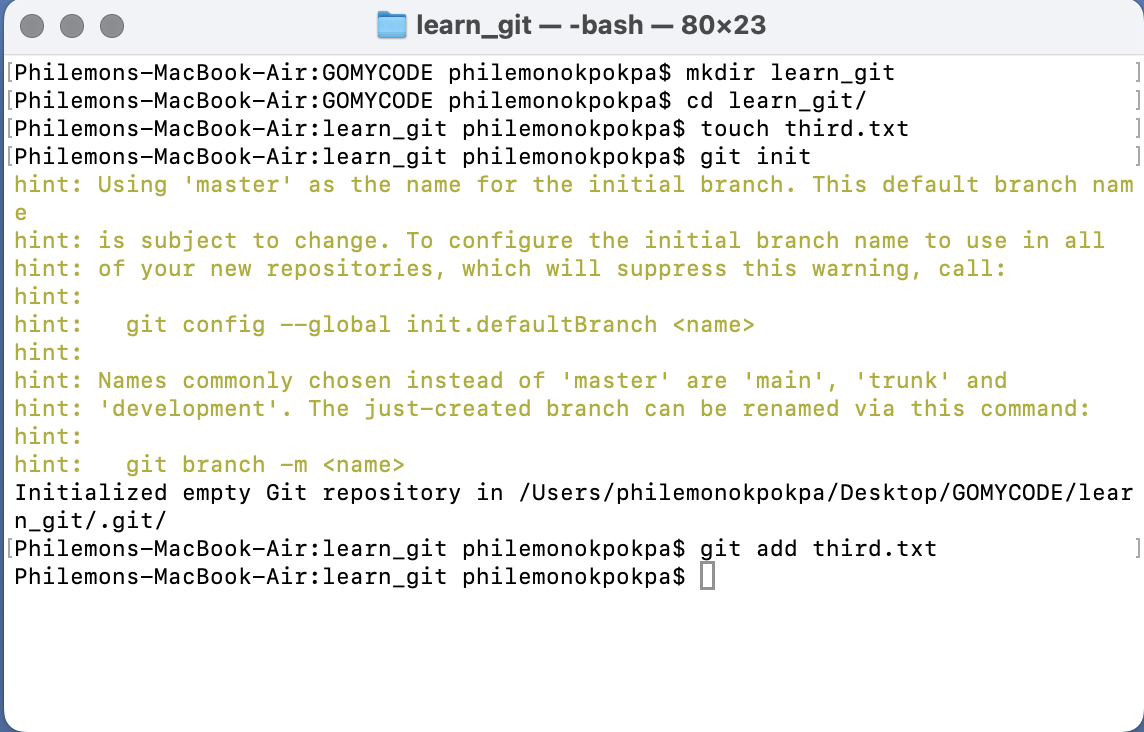 learn_git — -bash — 80×23
[Philemons-MacBook-Air:GOMYCODE philemonokpokpa$ mkdir learn_git ]
[Philemons-MacBook-Air:GOMYCODE philemonokpokpa$ cd learn_git/ ]
[Philemons-MacBook-Air:learn_git philemonokpokpa$ touch third.txt ]
[Philemons-MacBook-Air:learn_git philemonokpokpa$ git init ]
hint: Using 'master' as the name for the initial branch. This default branch nam
e
hint: is subject to change. To configure the initial branch name to use in all
hint: of your new repositories, which will suppress this warning, call:
hint:
hint:   git config --global init.defaultBranch <name>
hint:
hint: Names commonly chosen instead of 'master' are 'main', 'trunk' and
hint: 'development'. The just-created branch can be renamed via this command:
hint:
hint:   git branch -m <name>
Initialized empty Git repository in /Users/philemonokpokpa/Desktop/GOMYCODE/lear
n_git/.git/
[Philemons-MacBook-Air:learn_git philemonokpokpa$ git add third.txt ]
Philemons-MacBook-Air:learn_git philemonokpokpa$